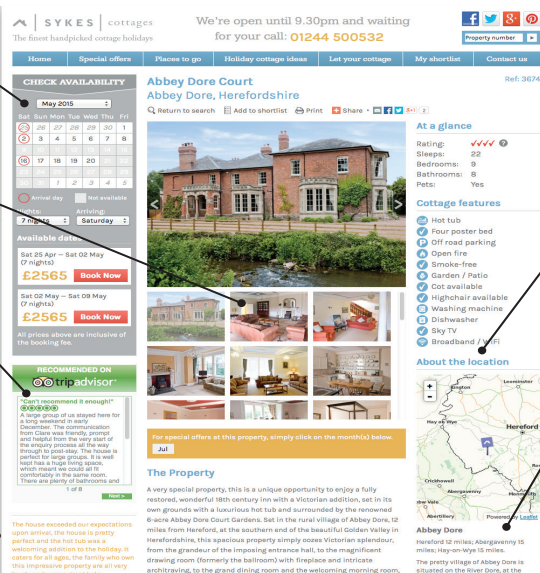 SYKES cottages
The finest handpicked cottage holidays
We're open until 9.30pm and waiting
for your call: 01244 500532
Property number
Home
Special offers
Places to go
Holiday cottage ideas
Let your cottage
My shortlist
Contact us
CHECK AVAILABILITY
May 2015
Sat Sun Mon Tue Wed Thu Fri
25 26 27 28 29 30 1
2 3 4 5 6 7 8
16 17 18 19 20
1 2 3 4 5
Arrival day
Not available
Nights:
Arriving:
7 nights
Saturday
Available dates
Sat 25 Apr — Sat 02 May
(7 nights)
£2565 Book Now
Sat 02 May — Sat 09 May
(7 nights)
£2565 Book Now
All prices above are inclusive of
the booking fee.
RECOMMENDED ON
tripadvisor
"Can't recommend it enough!"
A large group of us stayed here for
a long weekend in early
December. The communication
from Clare was friendly, prompt
and helpful from the very start of
the enquiry process all the way
through to post-stay. The house is
perfect for large groups. It is well
kept has a huge living space,
which meant we could all fit
comfortably in the same room.
There are plenty of bathrooms and
1 of 8
Next >
The house exceeded our expectations
upon arrival, the house is pretty
perfect and the hot tub was a
welcoming addition to the holiday. It
caters for all ages, the family who own
this impressive property are all very
Abbey Dore Court
Ref: 3674
Abbey Dore, Herefordshire
Return to search
Add to shortlist
Print
Share
2
For special offers at this property, simply click on the month(s) below.
Jul
The Property
A very special property, this is a unique opportunity to enjoy a fully
restored, wonderful 18th century inn with a Victorian addition, set in its
own grounds with a luxurious hot tub and surrounded by the renowned
6-acre Abbey Dore Court Gardens. Set in the rural village of Abbey Dore, 12
miles from Hereford, at the southern end of the beautiful Golden Valley in
Herefordshire, this spacious property simply oozes Victorian splendour,
from the grandeur of the imposing entrance hall, to the magnificent
drawing room (formerly the ballroom) with fireplace and intricate
architraving, to the grand dining room and the welcoming morning room,
At a glance
Rating:
Sleeps: 22
Bedrooms: 9
Bathrooms: 8
Pets: Yes
Cottage features
Hot tub
Four poster bed
Off road parking
Open fire
Smoke-free
Garden / Patio
Cot available
Highchair available
Washing machine
Dishwasher
Sky TV
Broadband / WiFi
About the location
+
-
Kington
Leominster
Hay on Wye
Hereford
Crickhowell
Abergavenny
Monmouth
Abertillery
Powered by Leaflet
Abbey Dore
Hereford 12 miles; Abergavenny 15
miles; Hay-on-Wye 15 miles.
The pretty village of Abbey Dore is
situated on the River Dore, at the